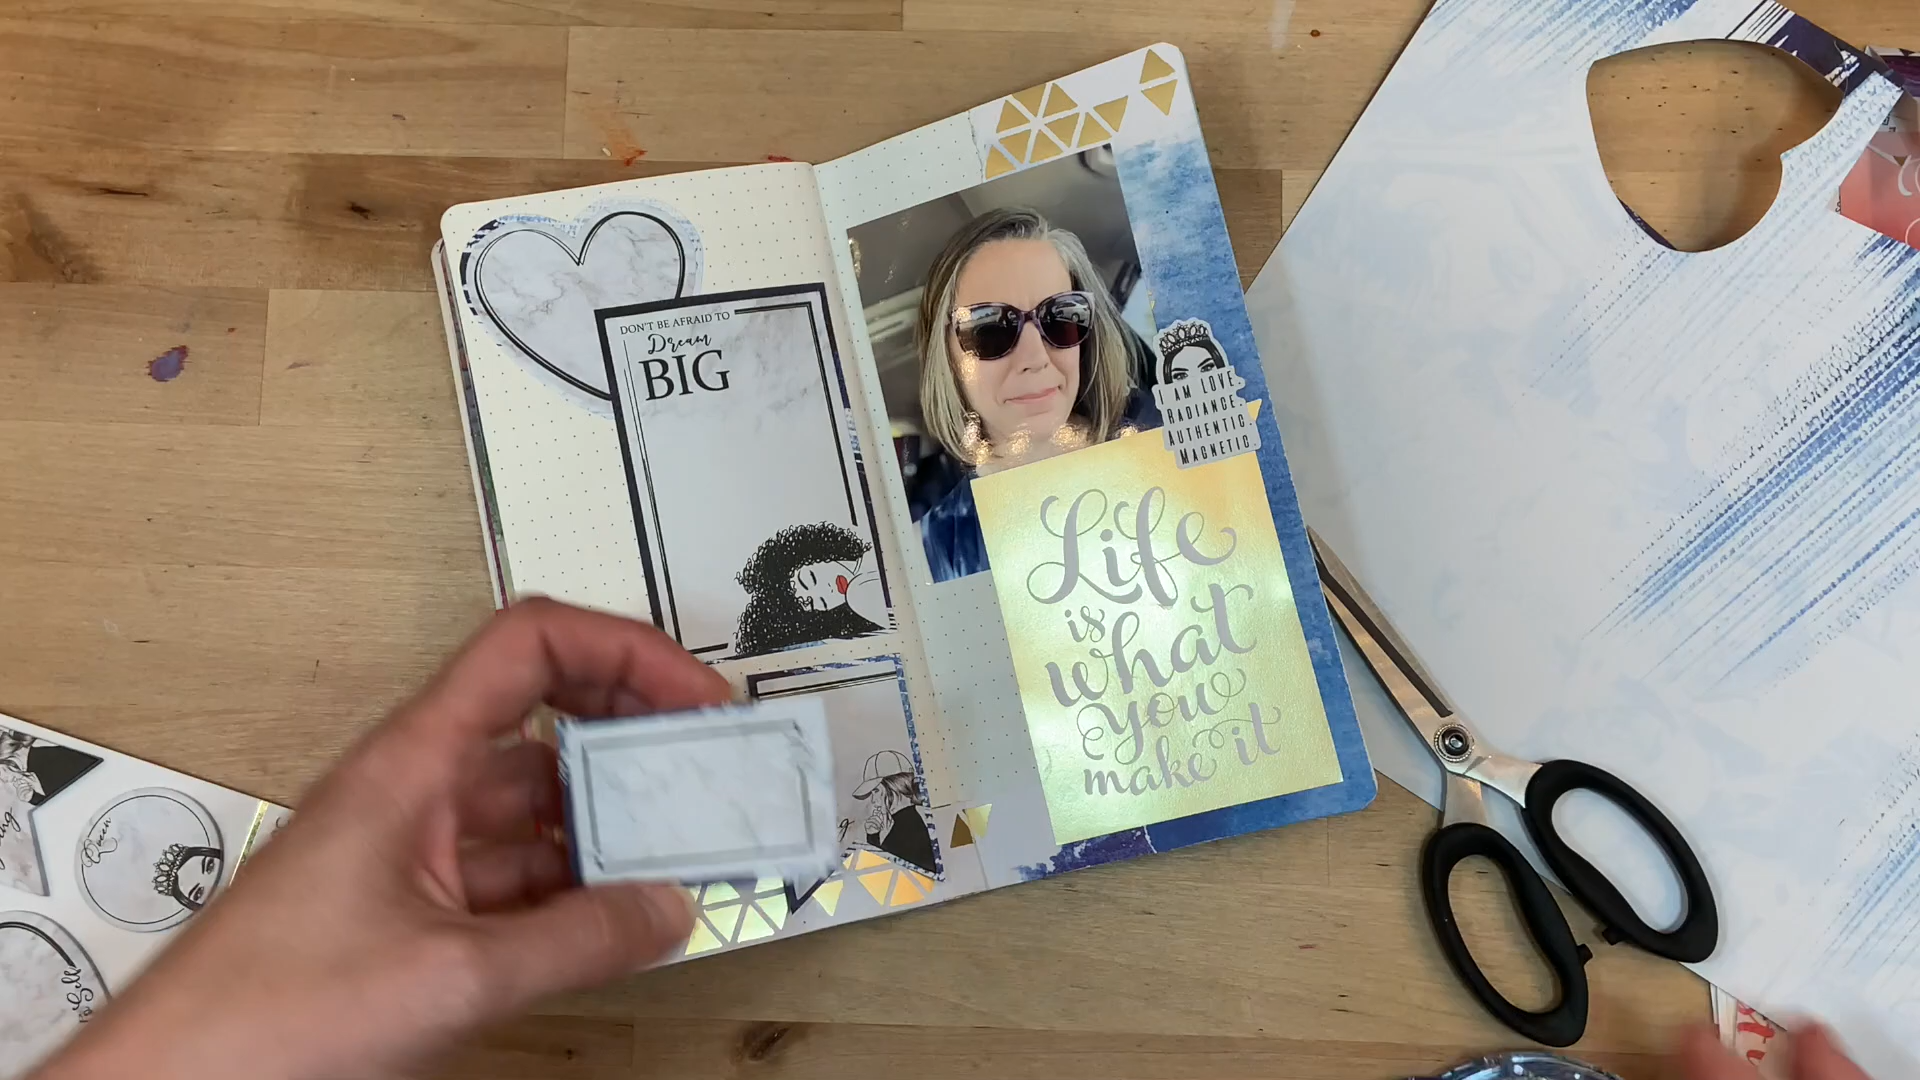 DON'T BE AFRAID TO
Dream
BIG
I AM LOVE.
RADIANCE.
AUTHENTIC.
MAGNETIC.
Life
is
what
you
make it
Queen